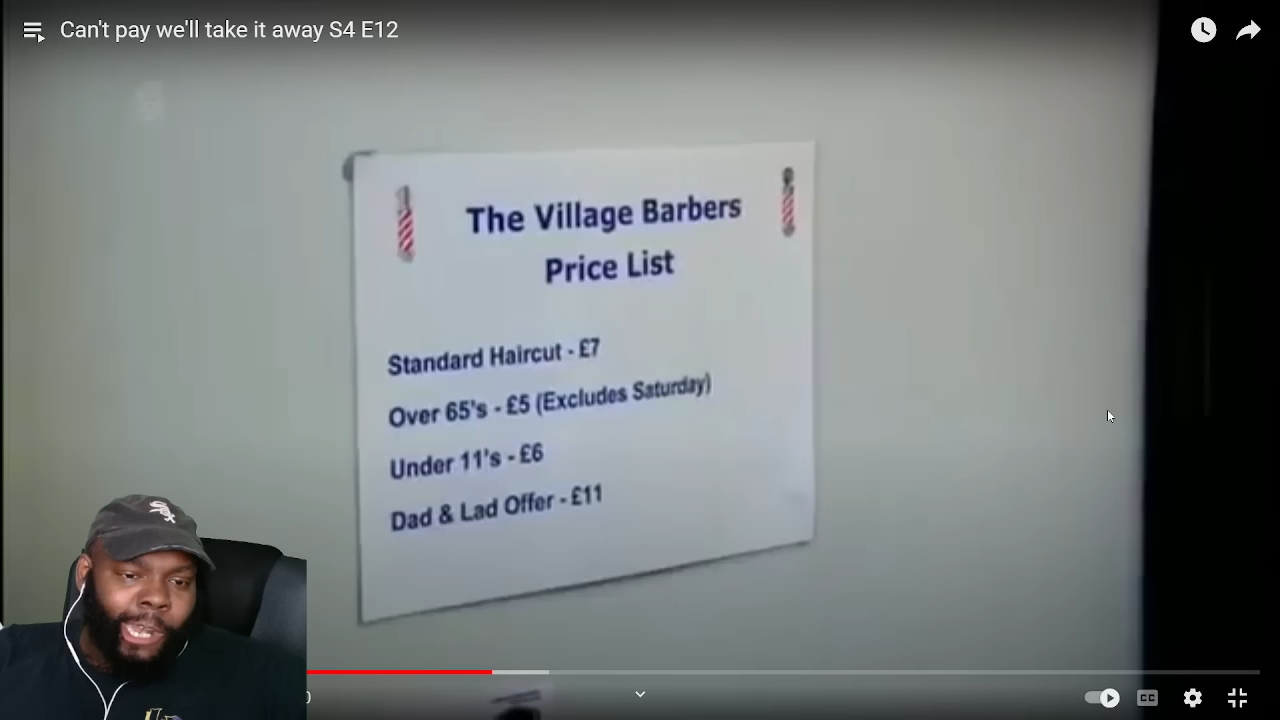 Can't pay we'll take it away S4 E12
The Village Barbers
Price List
Standard Haircut - £7
Over 65's - £5 (Excludes Saturday)
Under 11's - £6
Dad & Lad Offer - £11
CC